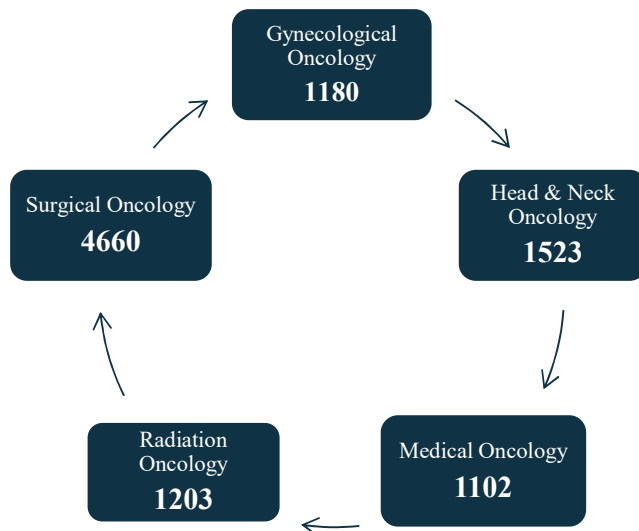 Gynecological
Oncology
1180
Head & Neck
Oncology
1523
Medical Oncology
1102
Radiation
Oncology
1203
Surgical Oncology
4660